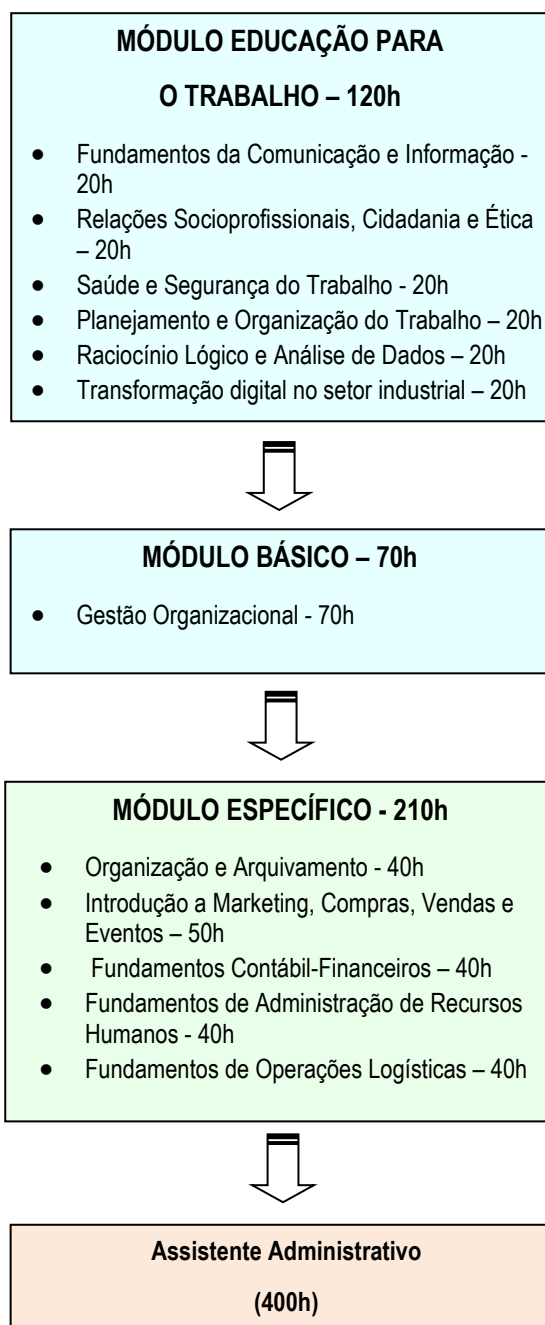 MÓDULO EDUCAÇÃO PARA
O TRABALHO – 120h
• Fundamentos da Comunicação e Informação -
20h
• Relações Socioprofissionais, Cidadania e Ética
– 20h
• Saúde e Segurança do Trabalho - 20h
• Planejamento e Organização do Trabalho – 20h
• Raciocínio Lógico e Análise de Dados – 20h
• Transformação digital no setor industrial – 20h
MÓDULO BÁSICO – 70h
• Gestão Organizacional - 70h
MÓDULO ESPECÍFICO - 210h
• Organização e Arquivamento - 40h
• Introdução a Marketing, Compras, Vendas e
Eventos – 50h
• Fundamentos Contábil-Financeiros – 40h
• Fundamentos de Administração de Recursos
Humanos - 40h
• Fundamentos de Operações Logísticas – 40h
Assistente Administrativo
(400h)